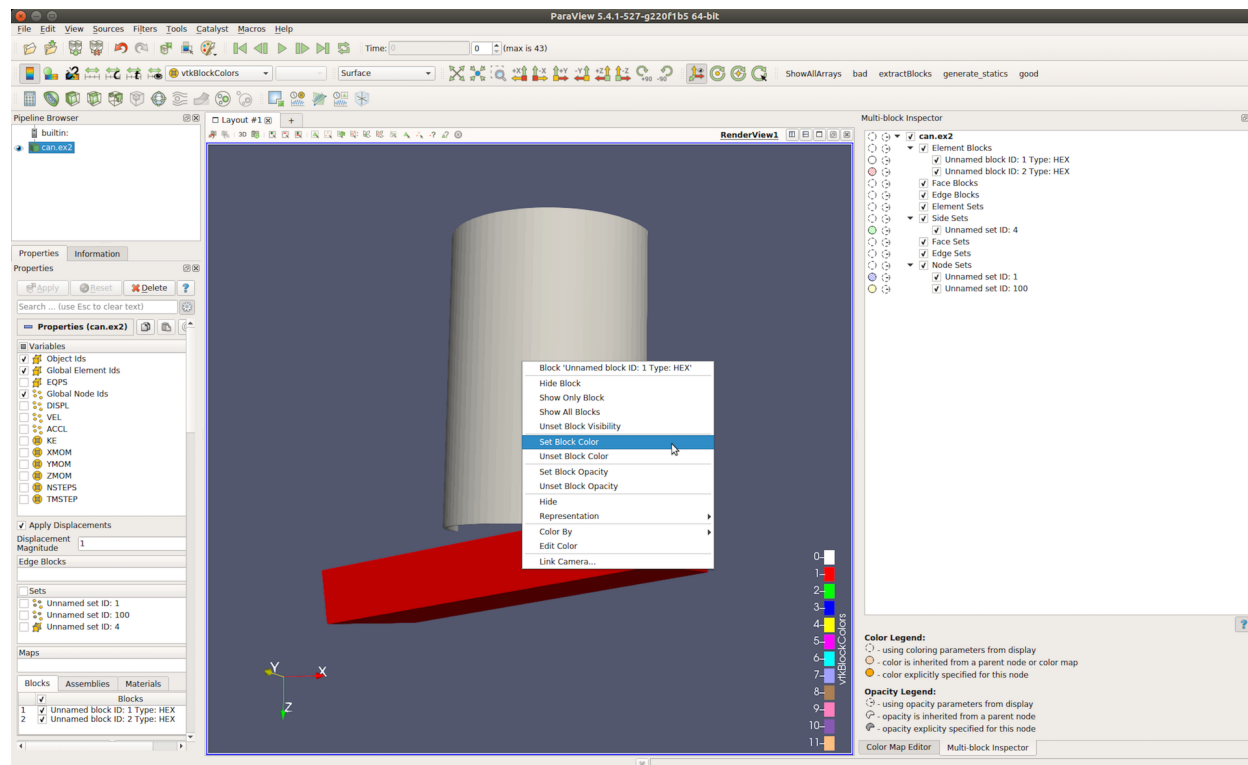 ParaView 5.4.1-527-g220f1b5 64-bit
File Edit View Sources Filters Tools Catalyst Macros Help
Time: 0 0 (max is 43)
vtkBlockColors Surface +X -X +Y -Y +Z -Z +90 -90 ShowAllArrays bad extractBlocks generate_statics good
Pipeline Browser
builtin:
can.ex2
Properties Information
Properties
Apply Reset Delete ?
Search ... (use Esc to clear text)
Properties (can.ex2)
Variables
Object Ids
Global Element Ids
EQPS
Global Node Ids
DISPL
VEL
ACCL
KE
XMOM
YMOM
ZMOM
NSTEPS
TMSTEP
Apply Displacements
Displacement
Magnitude 1
Edge Blocks
Sets
Unnamed set ID: 1
Unnamed set ID: 100
Unnamed set ID: 4
Maps
Blocks Assemblies Materials
Blocks
1 Unnamed block ID: 1 Type: HEX
2 Unnamed block ID: 2 Type: HEX
Layout #1 +
3D RenderView1
Block 'Unnamed block ID: 1 Type: HEX'
Hide Block
Show Only Block
Show All Blocks
Unset Block Visibility
Set Block Color
Unset Block Color
Set Block Opacity
Unset Block Opacity
Hide
Representation
Color By
Edit Color
Link Camera...
Y X
Z
0
1
2
3
4
5
6
7
8
9
10
11
vtkBlockColors
Multi-block Inspector
can.ex2
Element Blocks
Unnamed block ID: 1 Type: HEX
Unnamed block ID: 2 Type: HEX
Face Blocks
Edge Blocks
Element Sets
Side Sets
Unnamed set ID: 4
Face Sets
Edge Sets
Node Sets
Unnamed set ID: 1
Unnamed set ID: 100
?
Color Legend:
- using coloring parameters from display
- color is inherited from a parent node or color map
- color explicitly specified for this node
Opacity Legend:
- using opacity parameters from display
- opacity is inherited from a parent node
- opacity explicity specified for this node
Color Map Editor Multi-block Inspector